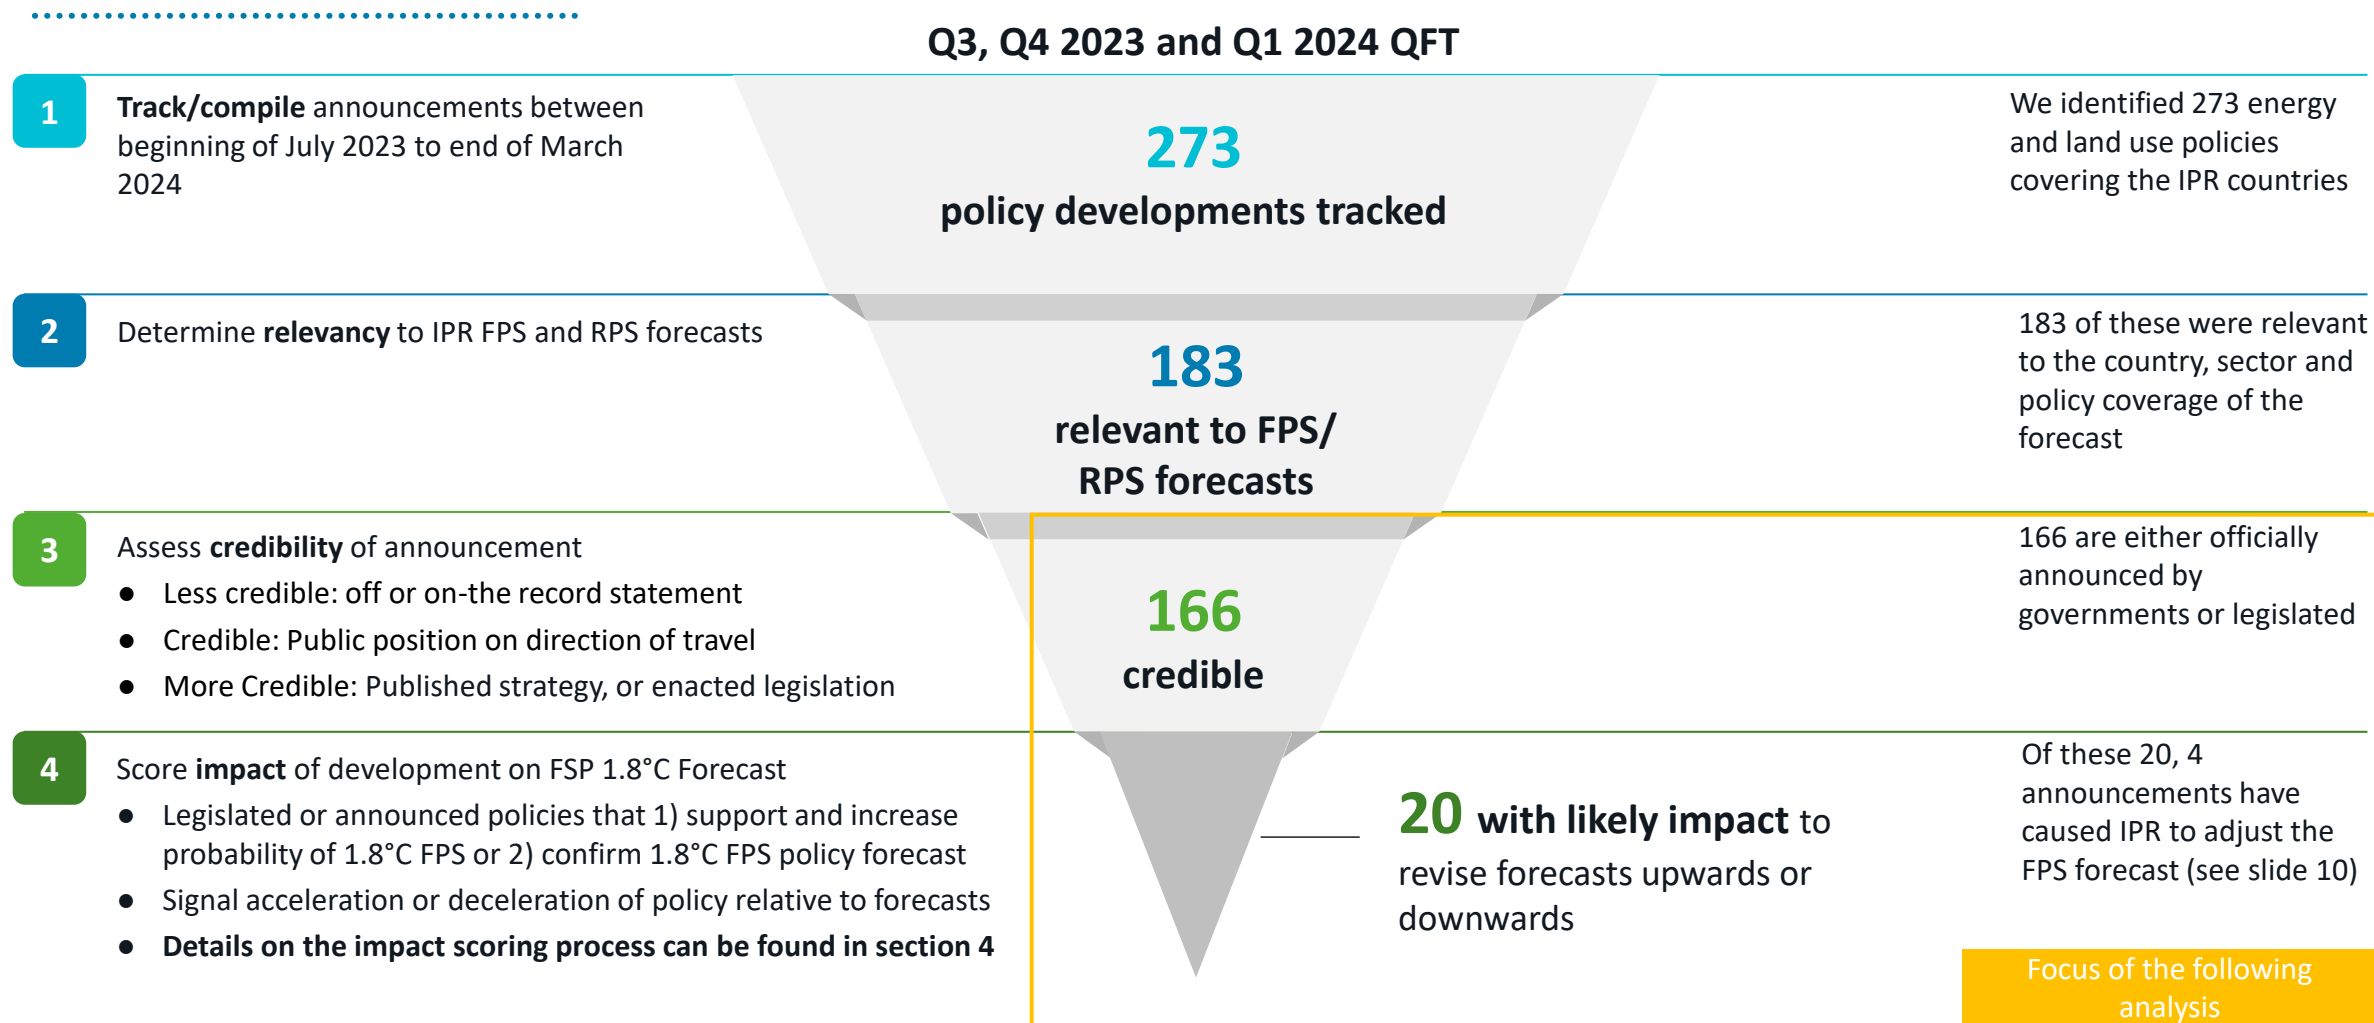 Q3, Q4 2023 and Q1 2024 QFT
1
Track/compile announcements between
beginning of July 2023 to end of March
2024
273
policy developments tracked
We identified 273 energy
and land use policies
covering the IPR countries
2
Determine relevancy to IPR FPS and RPS forecasts
183
relevant to FPS/
RPS forecasts
183 of these were relevant
to the country, sector and
policy coverage of the
forecast
3
Assess credibility of announcement
● Less credible: off or on-the record statement
● Credible: Public position on direction of travel
● More Credible: Published strategy, or enacted legislation
166
credible
166 are either officially
announced by
governments or legislated
4
Score impact of development on FSP 1.8°C Forecast
● Legislated or announced policies that 1) support and increase
probability of 1.8°C FPS or 2) confirm 1.8°C FPS policy forecast
● Signal acceleration or deceleration of policy relative to forecasts
● Details on the impact scoring process can be found in section 4
20 with likely impact to
revise forecasts upwards or
downwards
Of these 20, 4
announcements have
caused IPR to adjust the
FPS forecast (see slide 10)
Focus of the following
analysis